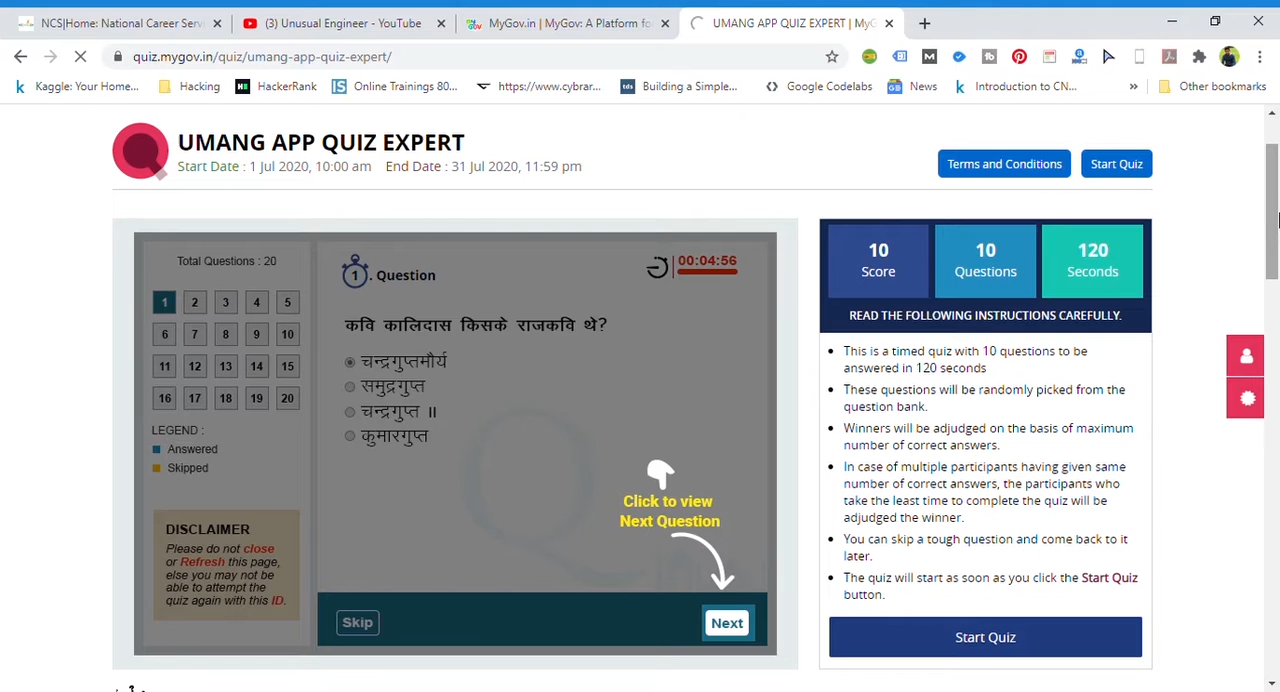 NCS|Home: National Career Serv
(3) Unusual Engineer - YouTube
MyGov.in | MyGov: A Platform fo
UMANG APP QUIZ EXPERT | MyG
quiz.mygov.in/quiz/umang-app-quiz-expert/
Kaggle: Your Home...
Hacking
HackerRank
Online Trainings 80...
https://www.cybrar...
Building a Simple...
Google Codelabs
News
Introduction to CN...
Other bookmarks
UMANG APP QUIZ EXPERT
Start Date : 1 Jul 2020, 10:00 am End Date : 31 Jul 2020, 11:59 pm
Terms and Conditions
Start Quiz
Total Questions : 20
1 2 3 4 5
6 7 8 9 10
11 12 13 14 15
16 17 18 19 20
LEGEND :
Answered
Skipped
DISCLAIMER
Please do not close
or Refresh this page,
else you may not be
able to attempt the
quiz again with this ID.
1 . Question
00:04:56
कवि कालिदास किसके राजकवि थे?
चन्द्रगुप्तमौर्य
समुद्रगुप्त
चन्द्रगुप्त II
कुमारगुप्त
Click to view
Next Question
Skip
Next
10 Score
10 Questions
120 Seconds
READ THE FOLLOWING INSTRUCTIONS CAREFULLY.
This is a timed quiz with 10 questions to be
answered in 120 seconds
These questions will be randomly picked from the
question bank.
Winners will be adjudged on the basis of maximum
number of correct answers.
In case of multiple participants having given same
number of correct answers, the participants who
take the least time to complete the quiz will be
adjudged the winner.
You can skip a tough question and come back to it
later.
The quiz will start as soon as you click the Start Quiz
button.
Start Quiz